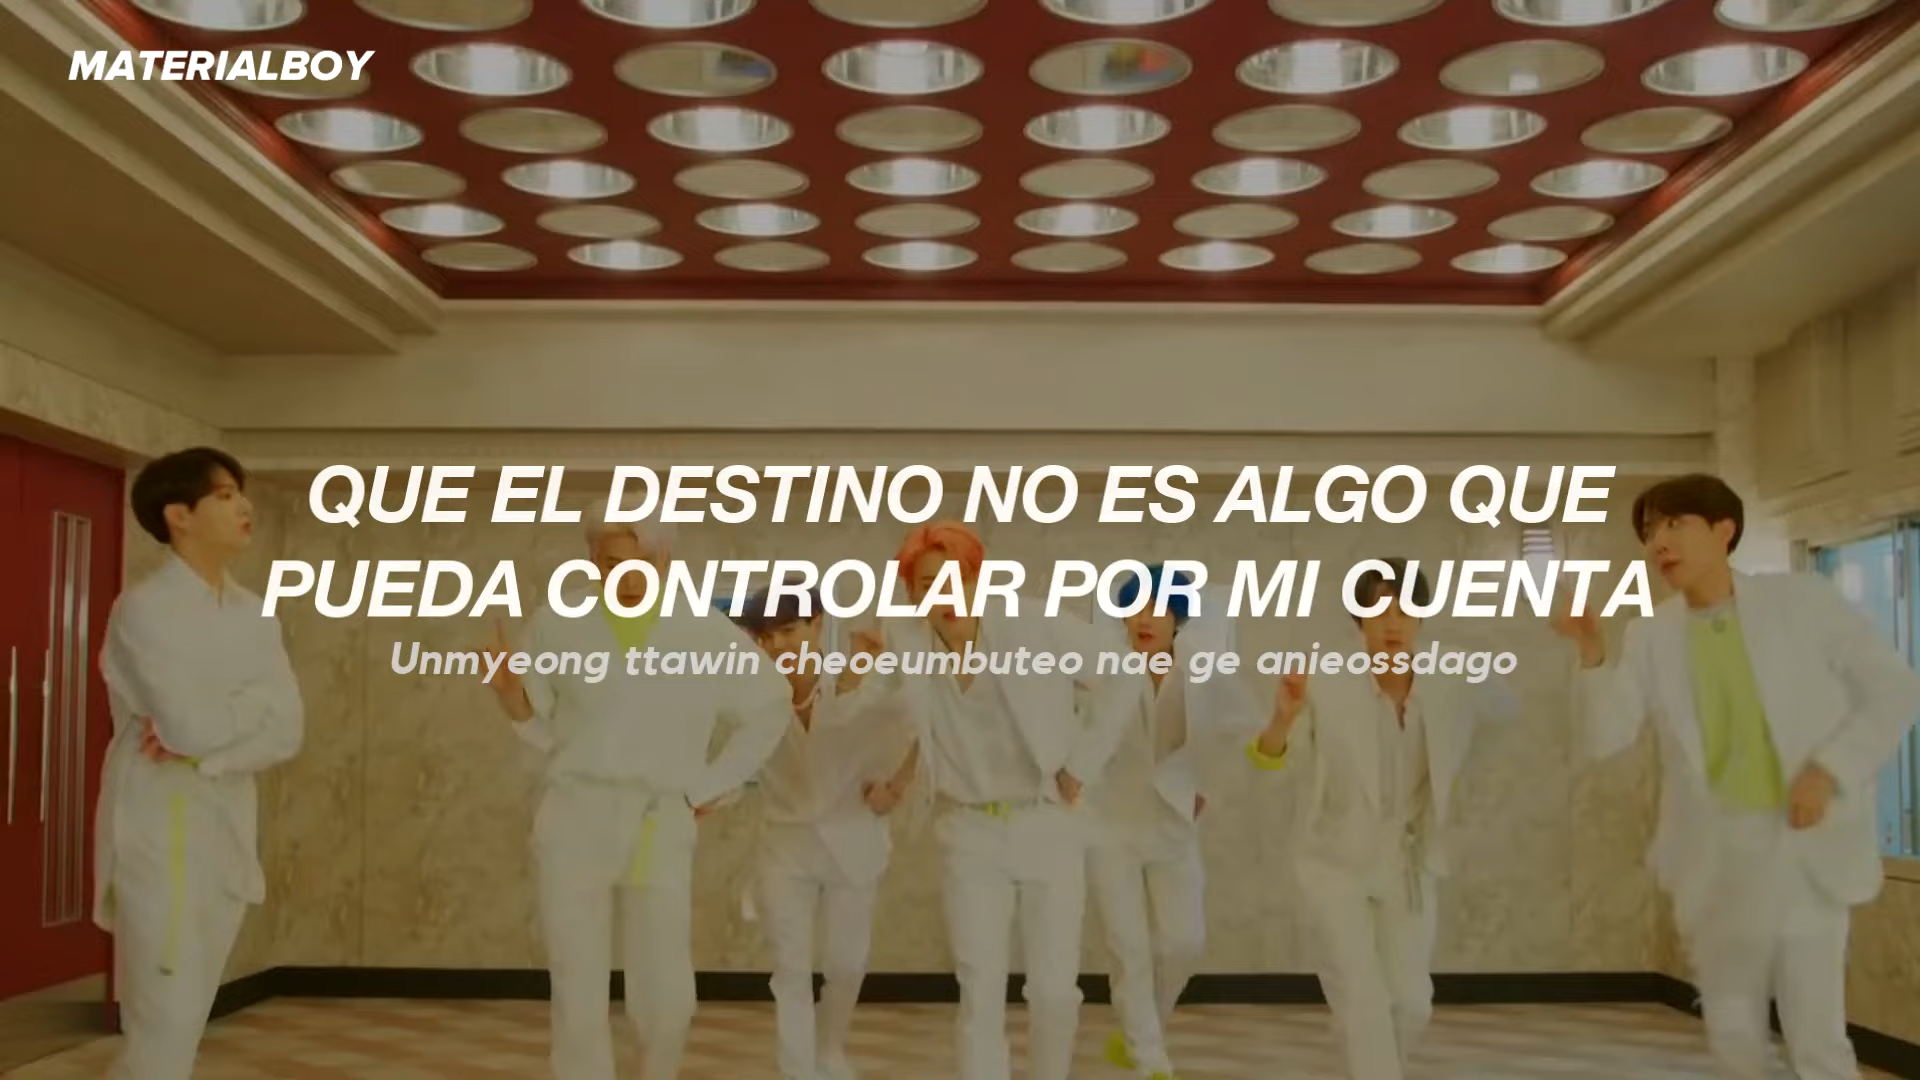 MATERIALBOY
QUE EL DESTINO NO ES ALGO QUE
PUEDA CONTROLAR POR MI CUENTA
Unmyeong ttawin cheoeumbuteo nae ge anieossdago